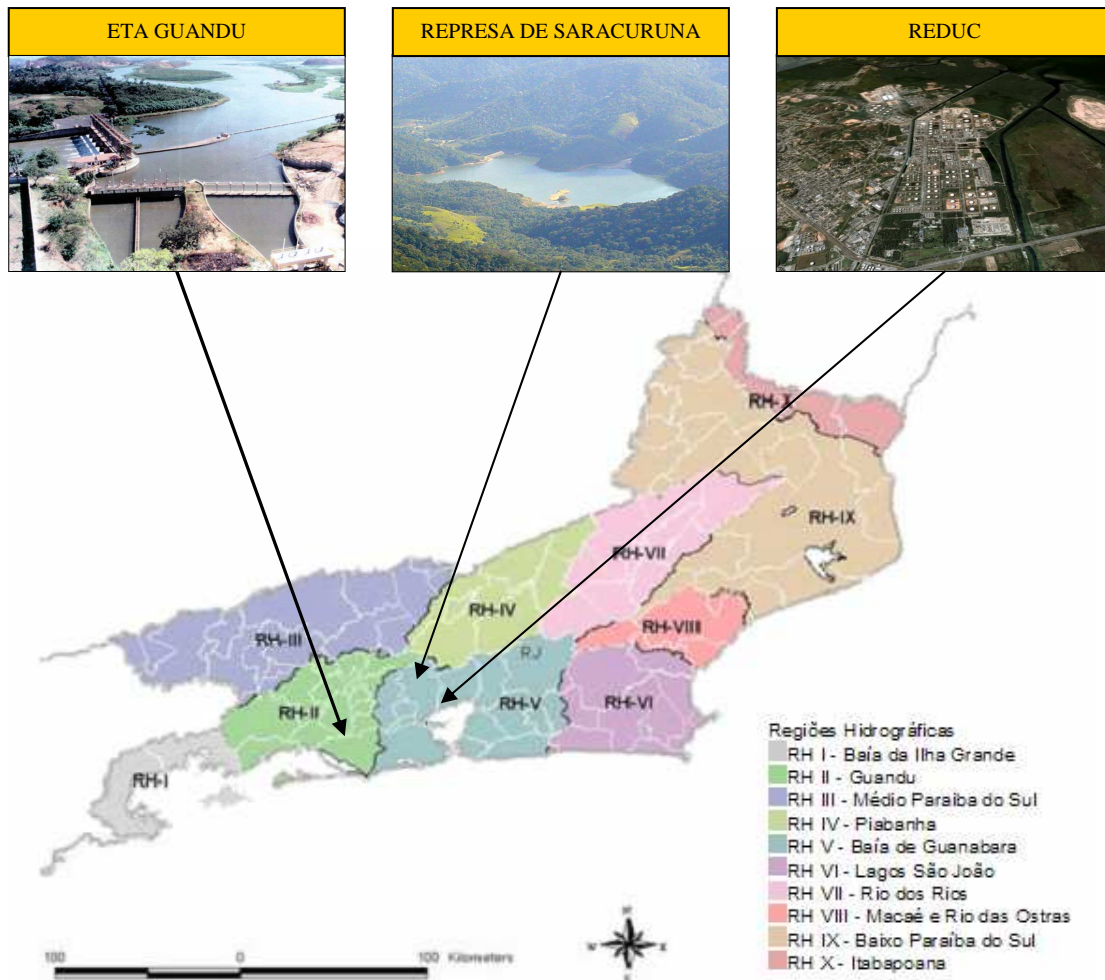 ETA GUANDU
REPRESA DE SARACURUNA
REDUC
RH-X
RH-IX
RH-VII
RH-IV
RH-VIII
RH-III
RJ
RH-II
RH-V
RH-VI
RH-I
Regiões Hidrográficas
RH I - Baía da Ilha Grande
RH II - Guandu
RH III - Médio Paraíba do Sul
RH IV - Piabanha
RH V - Baía de Guanabara
RH VI - Lagos São João
RH VII - Rio dos Rios
RH VIII - Macaé e Rio das Ostras
RH IX - Baixo Paraíba do Sul
RH X - Itabapoana
100 0 100 Kilometers
N
W E
S